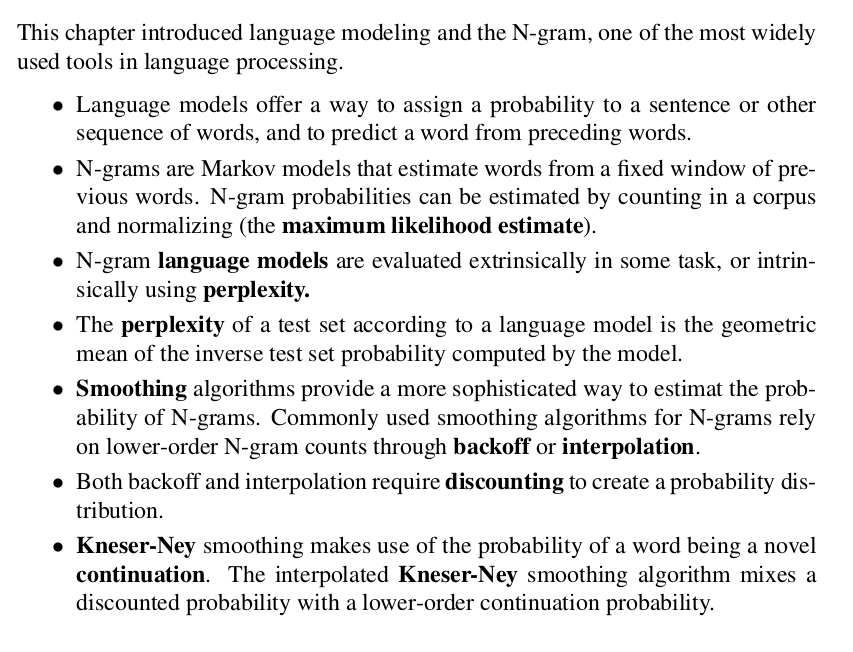 This chapter introduced language modeling and the N-gram, one of the most widely
used tools in language processing.
• Language models offer a way to assign a probability to a sentence or other
sequence of words, and to predict a word from preceding words.
• N-grams are Markov models that estimate words from a fixed window of pre-
vious words. N-gram probabilities can be estimated by counting in a corpus
and normalizing (the maximum likelihood estimate).
• N-gram language models are evaluated extrinsically in some task, or intrin-
sically using perplexity.
• The perplexity of a test set according to a language model is the geometric
mean of the inverse test set probability computed by the model.
• Smoothing algorithms provide a more sophisticated way to estimat the prob-
ability of N-grams. Commonly used smoothing algorithms for N-grams rely
on lower-order N-gram counts through backoff or interpolation.
• Both backoff and interpolation require discounting to create a probability dis-
tribution.
• Kneser-Ney smoothing makes use of the probability of a word being a novel
continuation. The interpolated Kneser-Ney smoothing algorithm mixes a
discounted probability with a lower-order continuation probability.